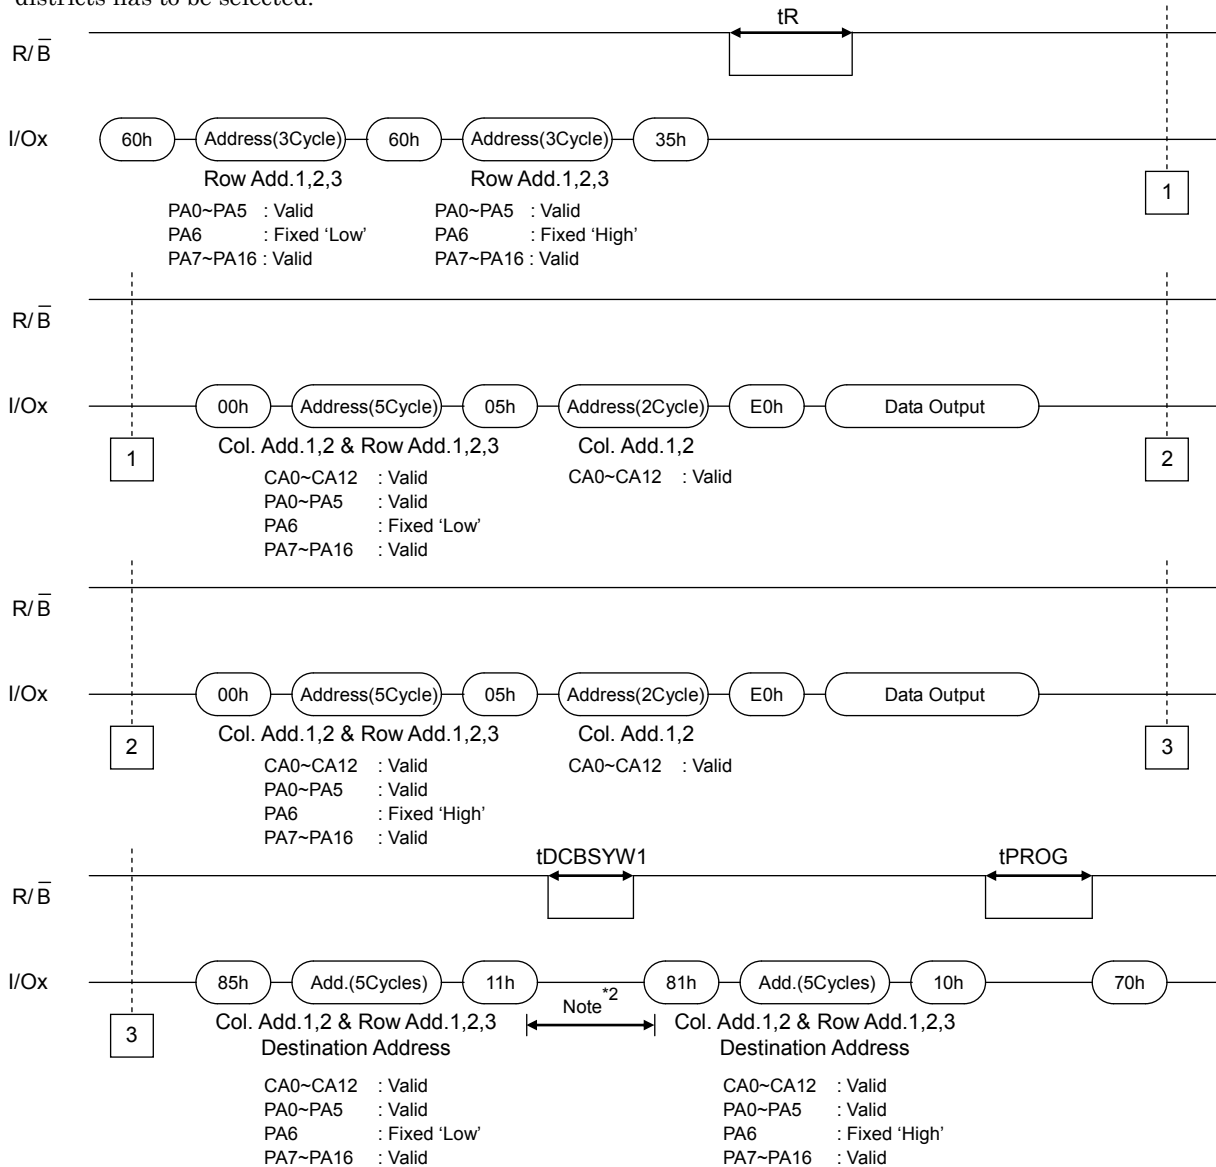 districts has to be selected.
tR
R/B̅
I/Ox 60h Address(3Cycle) 60h Address(3Cycle) 35h
Row Add.1,2,3 Row Add.1,2,3
1
PA0~PA5 : Valid PA0~PA5 : Valid
PA6 : Fixed ‘Low’ PA6 : Fixed ‘High’
PA7~PA16 : Valid PA7~PA16 : Valid
R/B̅
I/Ox 00h Address(5Cycle) 05h Address(2Cycle) E0h Data Output
1 Col. Add.1,2 & Row Add.1,2,3 Col. Add.1,2 2
CA0~CA12 : Valid CA0~CA12 : Valid
PA0~PA5 : Valid
PA6 : Fixed ‘Low’
PA7~PA16 : Valid
R/B̅
I/Ox 00h Address(5Cycle) 05h Address(2Cycle) E0h Data Output
2 Col. Add.1,2 & Row Add.1,2,3 Col. Add.1,2 3
CA0~CA12 : Valid CA0~CA12 : Valid
PA0~PA5 : Valid
PA6 : Fixed ‘High’
PA7~PA16 : Valid
tDCBSYW1 tPROG
R/B̅
I/Ox 85h Add.(5Cycles) 11h Note*2 81h Add.(5Cycles) 10h 70h
3 Col. Add.1,2 & Row Add.1,2,3 Col. Add.1,2 & Row Add.1,2,3
Destination Address Destination Address
CA0~CA12 : Valid CA0~CA12 : Valid
PA0~PA5 : Valid PA0~PA5 : Valid
PA6 : Fixed ‘Low’ PA6 : Fixed ‘High’
PA7~PA16 : Valid PA7~PA16 : Valid